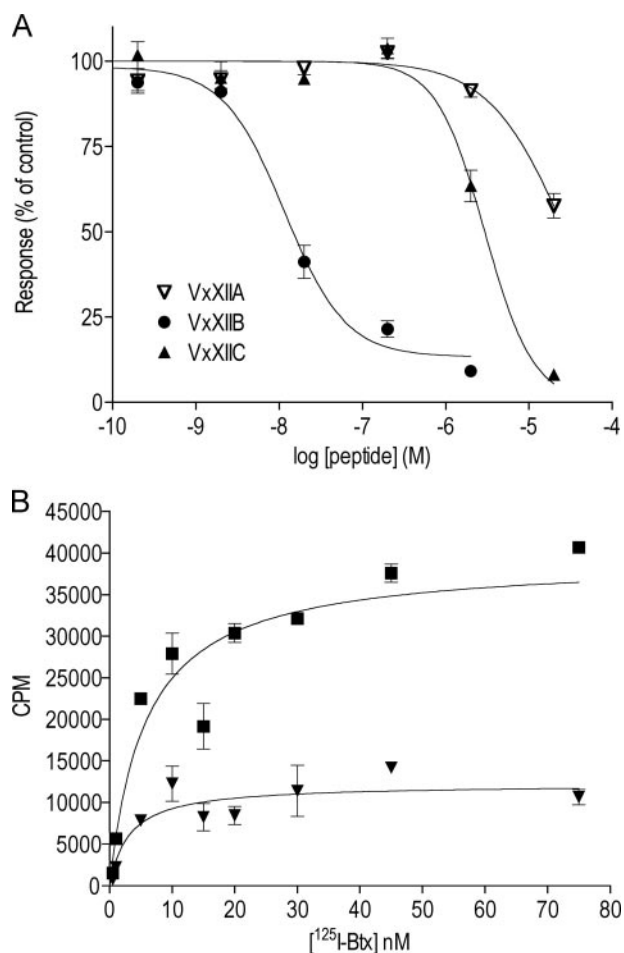 A
Response (% of control)
100
75
50
25
0
VxXIIA
VxXIIB
VxXIIC
-10 -9 -8 -7 -6 -5 -4
log [peptide] (M)
B
CPM
45000
40000
35000
30000
25000
20000
15000
10000
5000
0
0 10 20 30 40 50 60 70 80
[¹²⁵I-Btx] nM